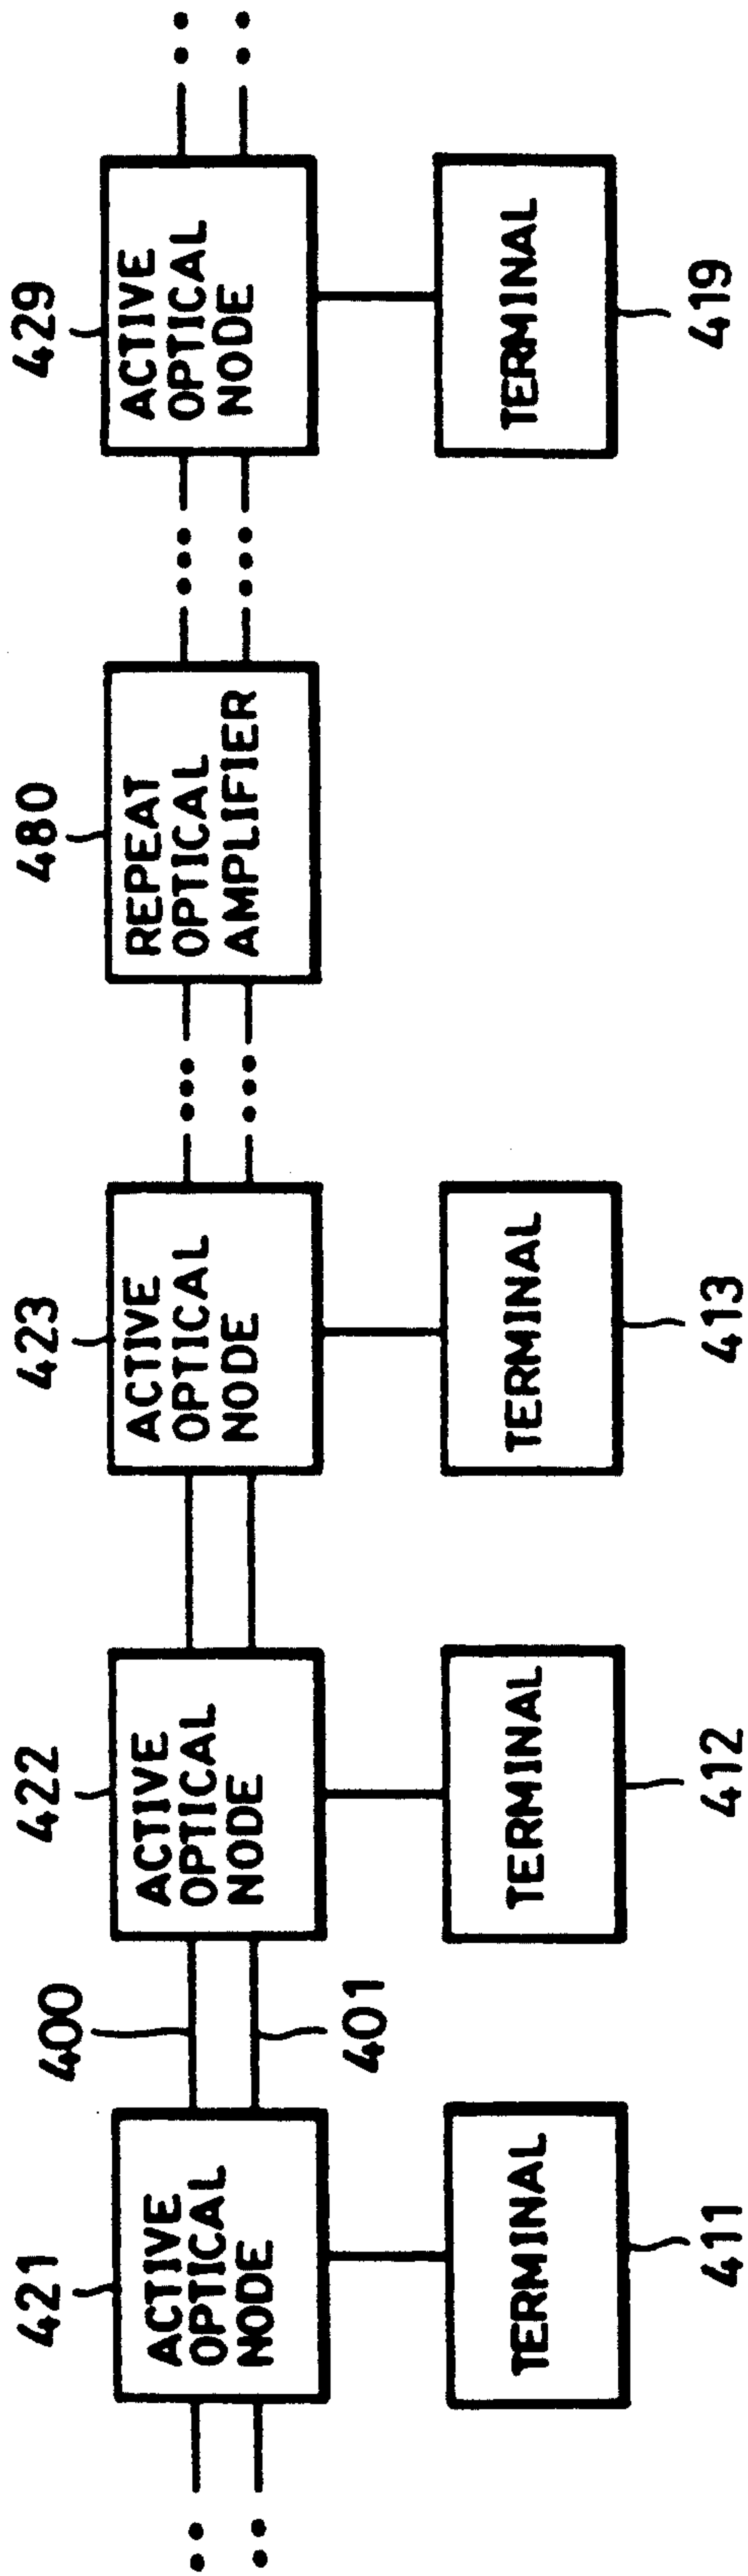 421
422
423
480
429
ACTIVE
OPTICAL
NODE
ACTIVE
OPTICAL
NODE
ACTIVE
OPTICAL
NODE
REPEAT
OPTICAL
AMPLIFIER
ACTIVE
OPTICAL
NODE
400
401
TERMINAL
TERMINAL
TERMINAL
TERMINAL
411
412
413
419